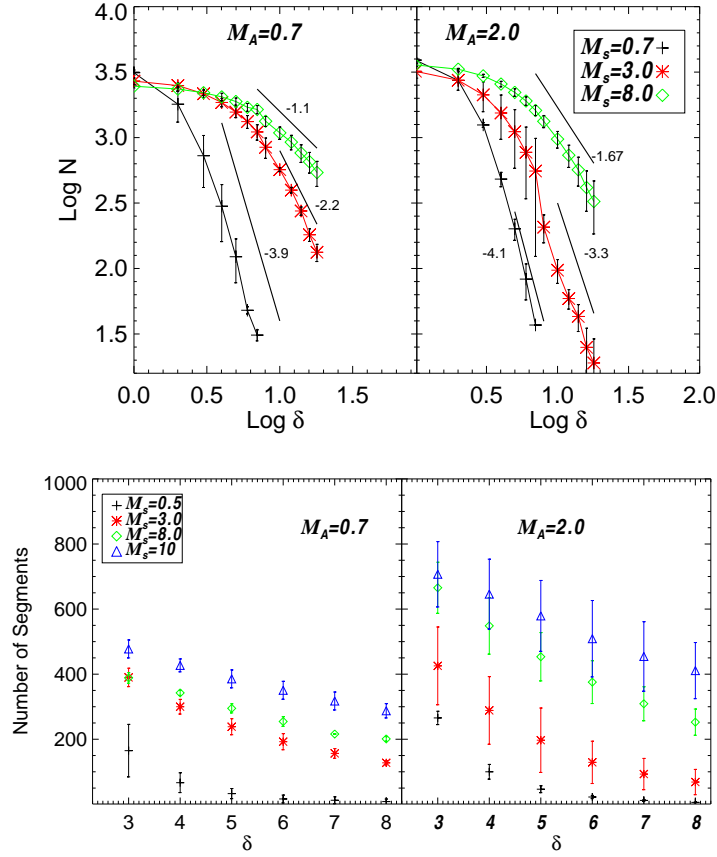 M_A=0.7
M_A=2.0
M_s=0.7
M_s=3.0
M_s=8.0
4.0
3.5
3.0
2.5
2.0
1.5
Log N
-1.1
-2.2
-3.9
-1.67
-3.3
-4.1
0.0 0.5 1.0 1.5
0.5 1.0 1.5 2.0
Log δ
Log δ
1000
800
600
400
200
Number of Segments
M_s=0.5
M_s=3.0
M_s=8.0
M_s=10
M_A=0.7
M_A=2.0
3 4 5 6 7 8
3 4 5 6 7 8
δ
δ